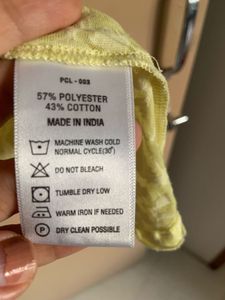 PCL - 003
57% POLYESTER
43% COTTON
MADE IN INDIA
MACHINE WASH COLD
NORMAL CYCLE(30°)
DO NOT BLEACH
TUMBLE DRY LOW
WARM IRON IF NEEDED
P DRY CLEAN POSSIBLE